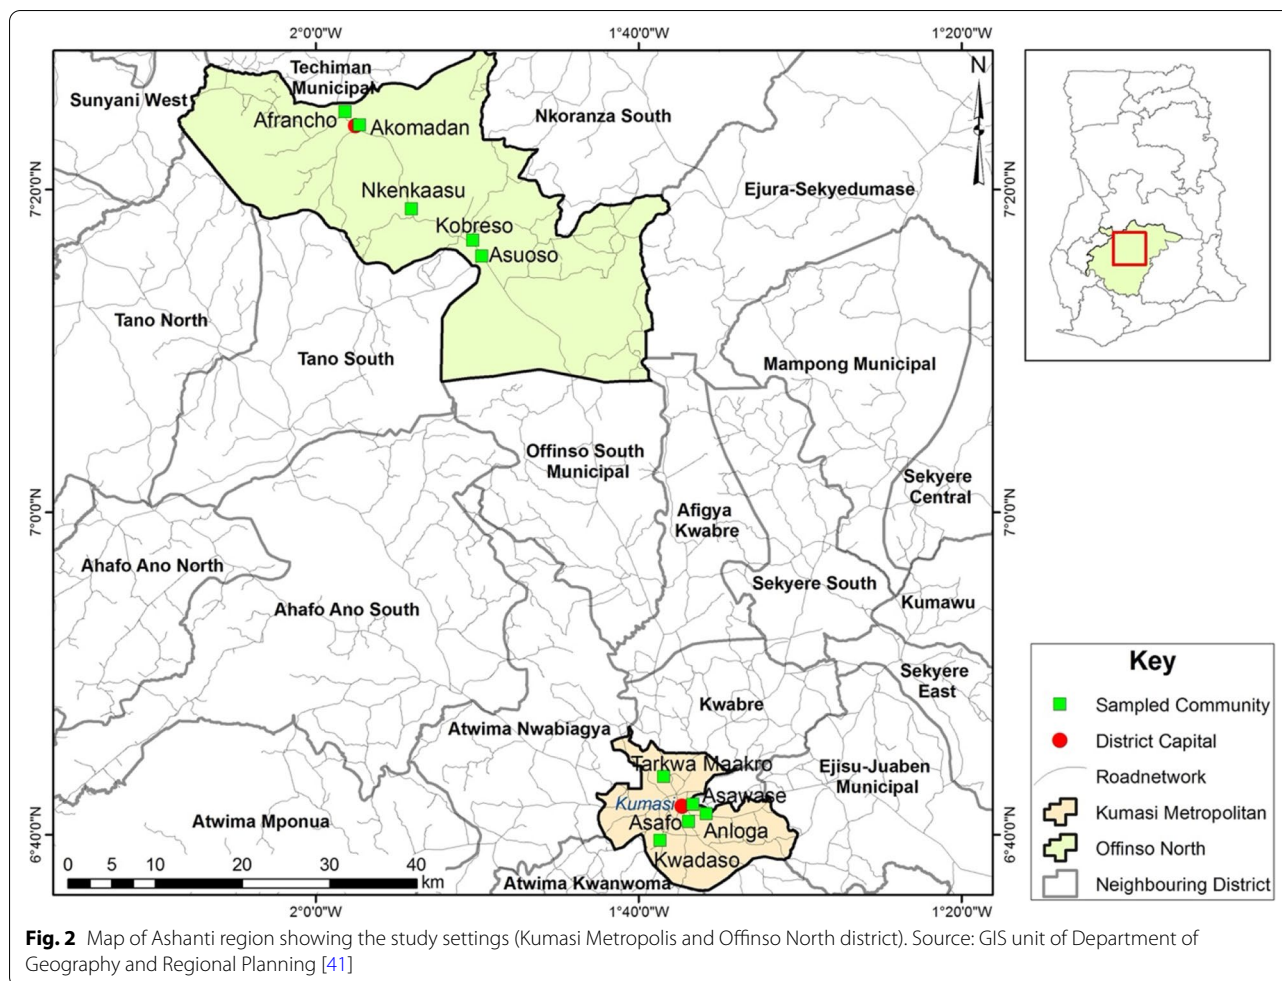 2°0'0"W
1°40'0"W
1°20'0"W
N
Techiman
Municipal
Sunyani West
Nkoranza South
Afrancho
Akomadan
7°20'0"N
7°20'0"N
Nkenkaasu
Ejura-Sekyedumase
Kobreso
Asuoso
Tano North
Tano South
Mampong Municipal
Offinso South
Municipal
Sekyere
Central
Afigya
Kwabre
7°0'0"N
7°0'0"N
Ahafo Ano North
Sekyere South
Ahafo Ano South
Kumawu
Sekyere
East
Kwabre
Atwima Nwabiagya
Tarkwa Maakro
Ejisu-Juaben
Municipal
Asawase
Kumasi
Atwima Mponua
Asafo
Anloga
6°40'0"N
6°40'0"N
Kwadaso
0 5 10 20 30 40
km
Atwima Kwanwoma
2°0'0"W
1°40'0"W
1°20'0"W
Key
Sampled Community
District Capital
Roadnetwork
Kumasi Metropolitan
Offinso North
Neighbouring District
Fig. 2 Map of Ashanti region showing the study settings (Kumasi Metropolis and Offinso North district). Source: GIS unit of Department of
Geography and Regional Planning [41]